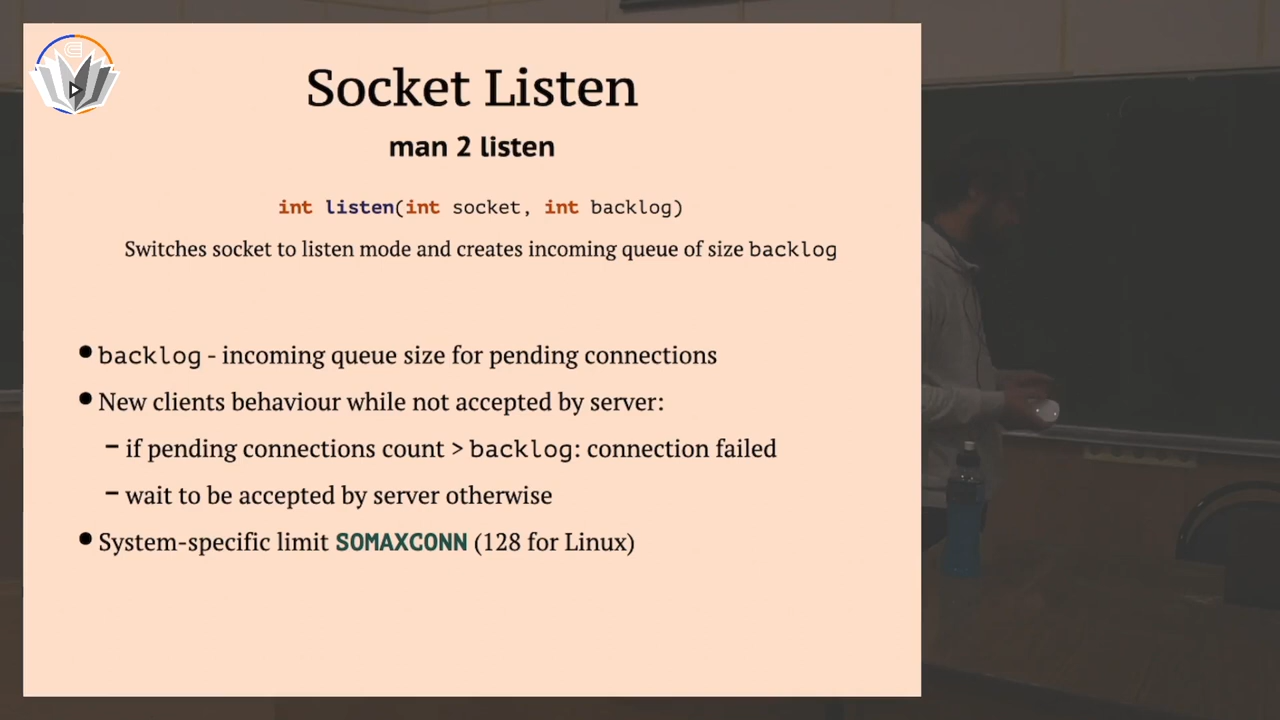 Socket Listen
man 2 listen
int listen(int socket, int backlog)
Switches socket to listen mode and creates incoming queue of size backlog
● backlog - incoming queue size for pending connections
● New clients behaviour while not accepted by server:
– if pending connections count > backlog: connection failed
– wait to be accepted by server otherwise
● System-specific limit SOMAXCONN (128 for Linux)